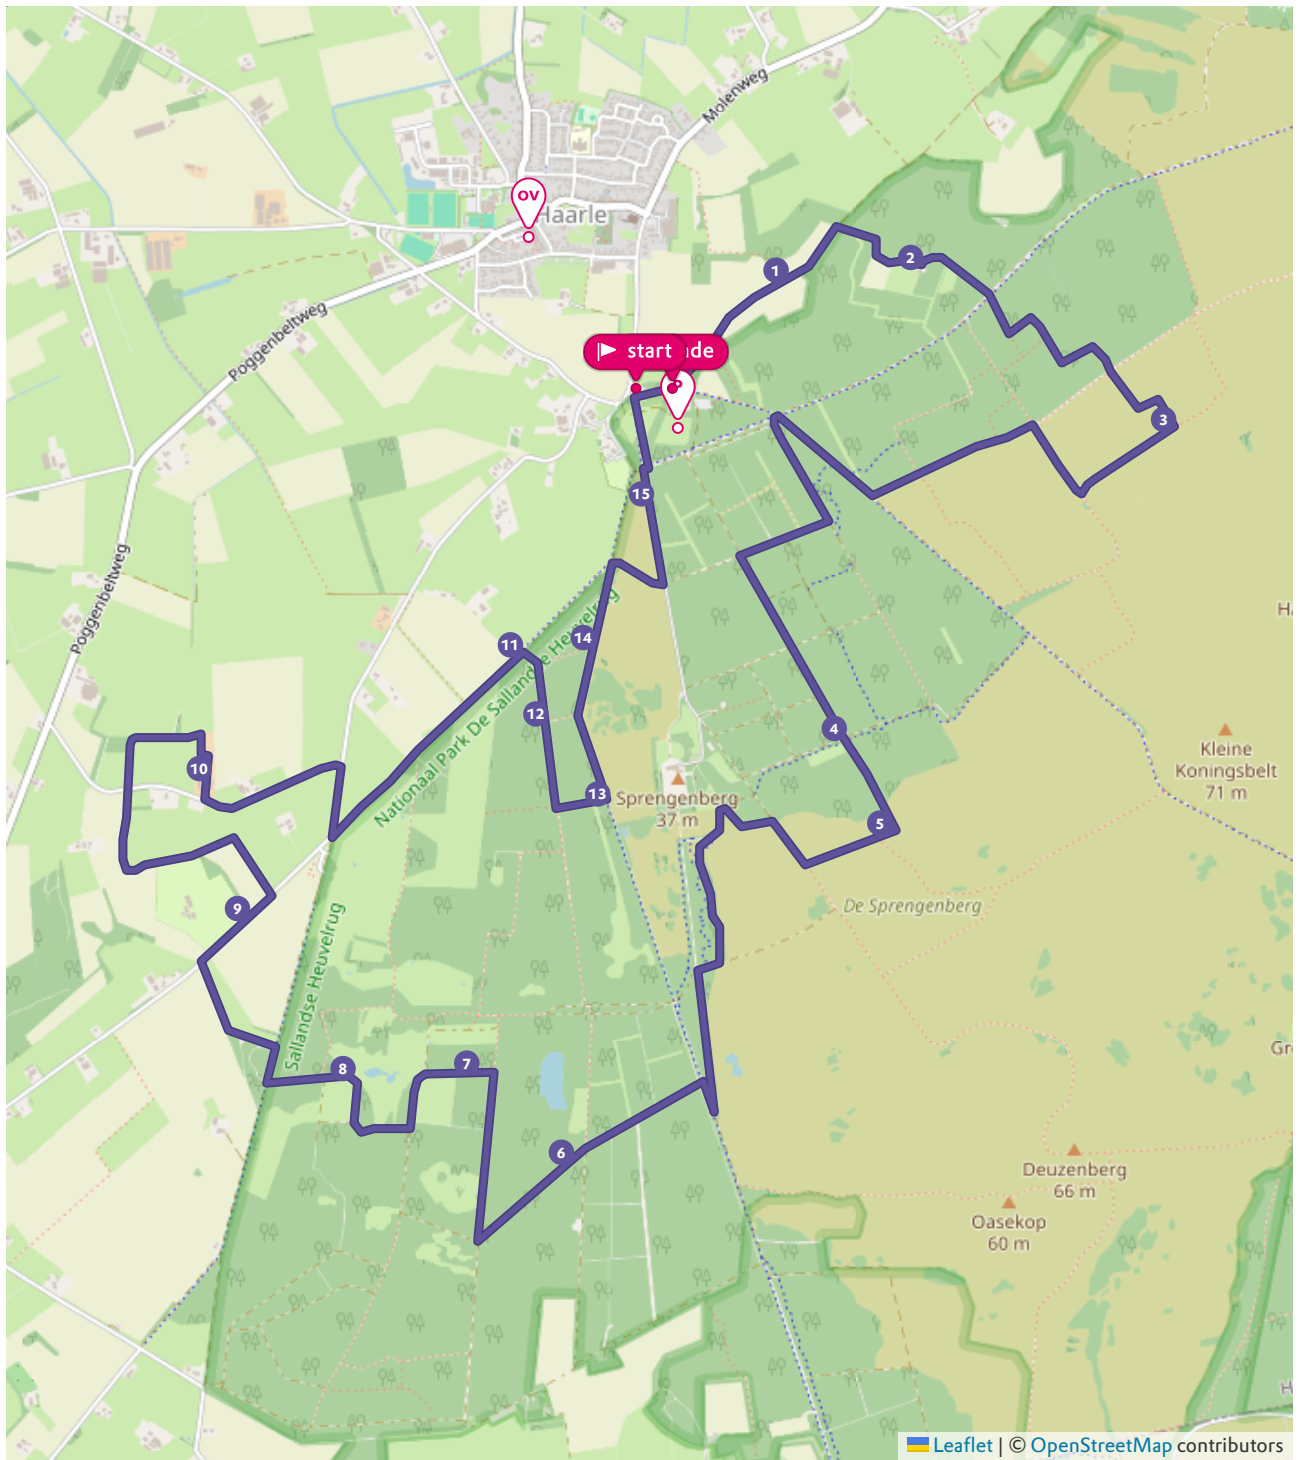 Molenweg
OV
Haarle
1
2
Poggenbeltweg
start
nde
P
3
15
Poggenbeltweg
Nationaal Park De Sallandse Heuvelrug
14
11
12
4
Kleine
Koningsbelt
71 m
10
13
Sprengenberg
37 m
5
9
De Sprengenberg
Sallandse Heuvelrug
8
7
6
Deuzenberg
66 m
Oasekop
60 m
Leaflet | © OpenStreetMap contributors